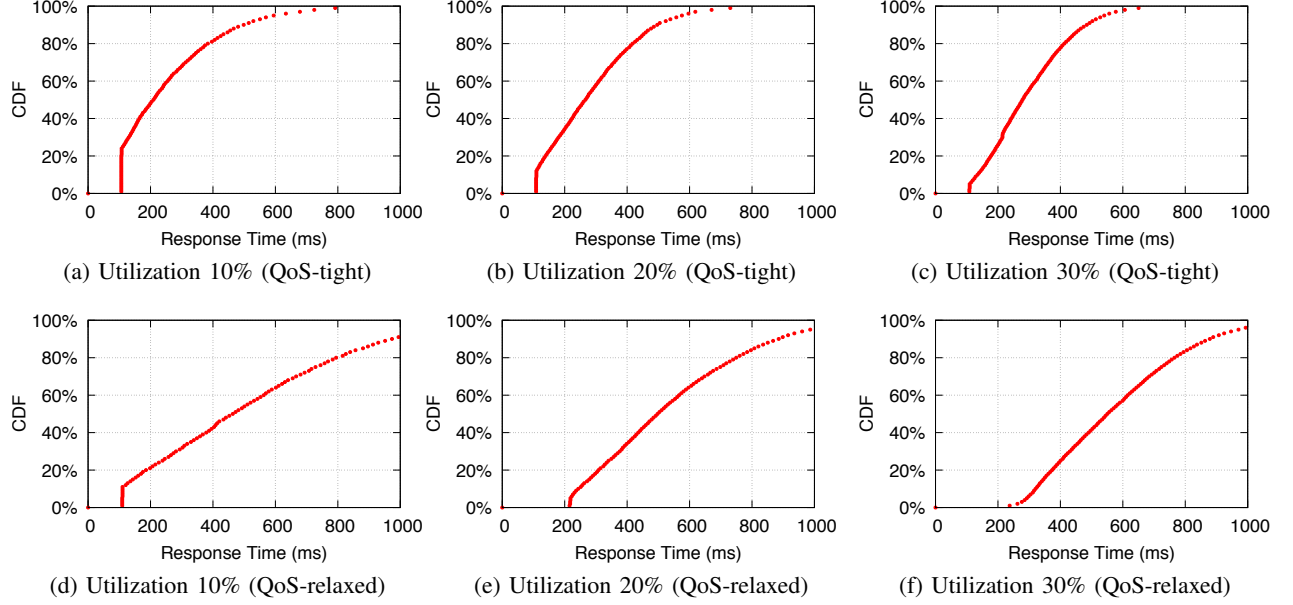 100%
80%
60%
40%
20%
0%
CDF
0 200 400 600 800 1000
Response Time (ms)
(a) Utilization 10% (QoS-tight)
100%
80%
60%
40%
20%
0%
CDF
0 200 400 600 800 1000
Response Time (ms)
(b) Utilization 20% (QoS-tight)
100%
80%
60%
40%
20%
0%
CDF
0 200 400 600 800 1000
Response Time (ms)
(c) Utilization 30% (QoS-tight)
100%
80%
60%
40%
20%
0%
CDF
0 200 400 600 800 1000
Response Time (ms)
(d) Utilization 10% (QoS-relaxed)
100%
80%
60%
40%
20%
0%
CDF
0 200 400 600 800 1000
Response Time (ms)
(e) Utilization 20% (QoS-relaxed)
100%
80%
60%
40%
20%
0%
CDF
0 200 400 600 800 1000
Response Time (ms)
(f) Utilization 30% (QoS-relaxed)